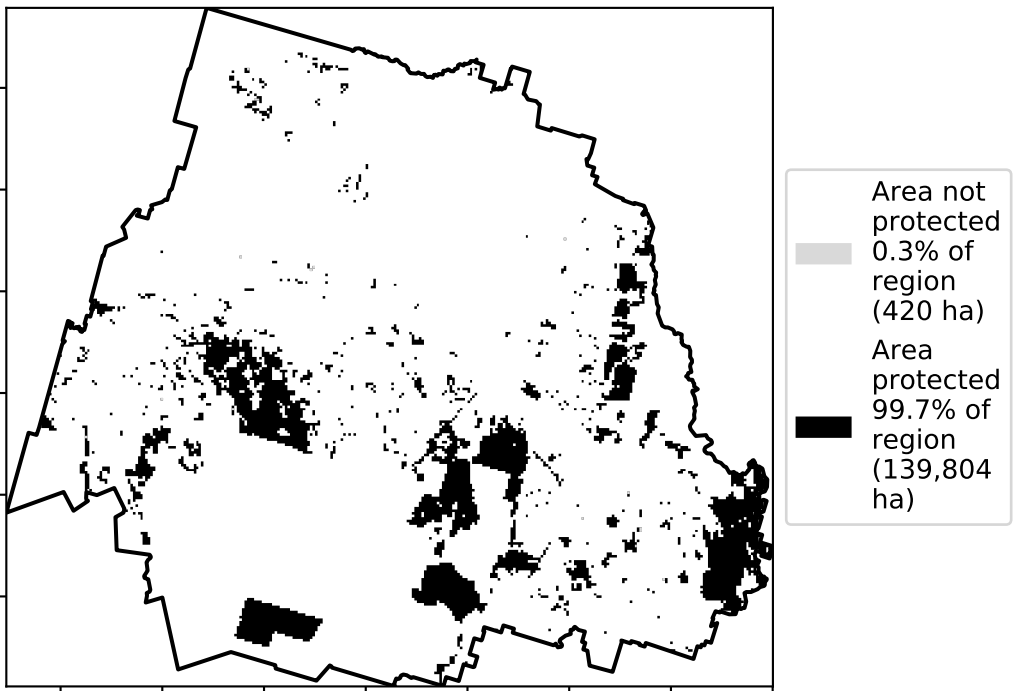 Area not
protected
0.3% of
region
(420 ha)
Area
protected
99.7% of
region
(139,804
ha)